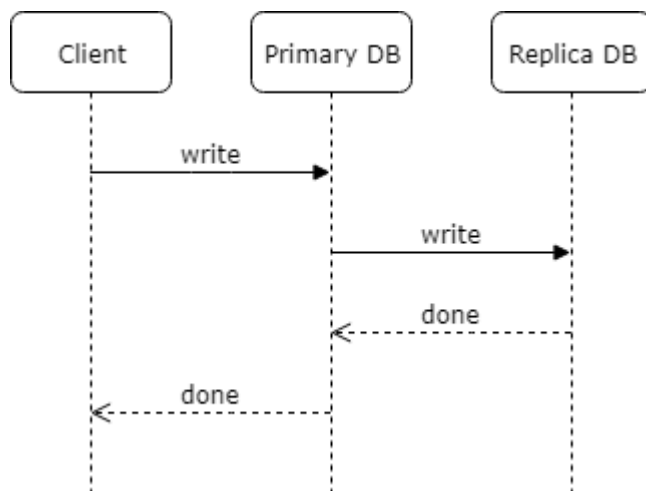 Client
Primary DB
Replica DB
write
write
done
done